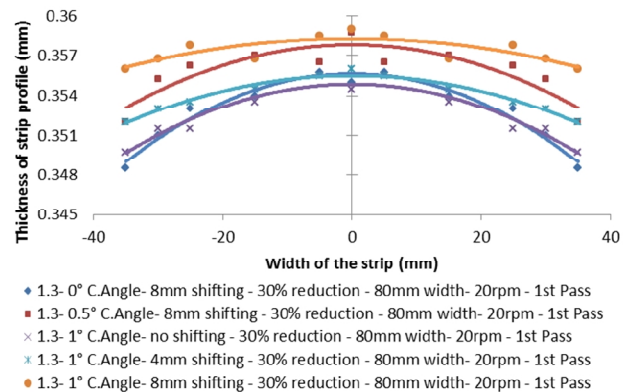 0.36
0.357
0.354
0.351
0.348
0.345
Thickness of strip profile (mm)
-40 -20 0 20 40
Width of the strip (mm)
1.3- 0° C.Angle- 8mm shifting - 30% reduction - 80mm width- 20rpm - 1st Pass
1.3- 0.5° C.Angle- 8mm shifting - 30% reduction - 80mm width- 20rpm - 1st Pass
1.3- 1° C.Angle- no shifting - 30% reduction - 80mm width- 20rpm - 1st Pass
1.3- 1° C.Angle- 4mm shifting - 30% reduction - 80mm width- 20rpm - 1st Pass
1.3- 1° C.Angle- 8mm shifting - 30% reduction - 80mm width- 20rpm - 1st Pass